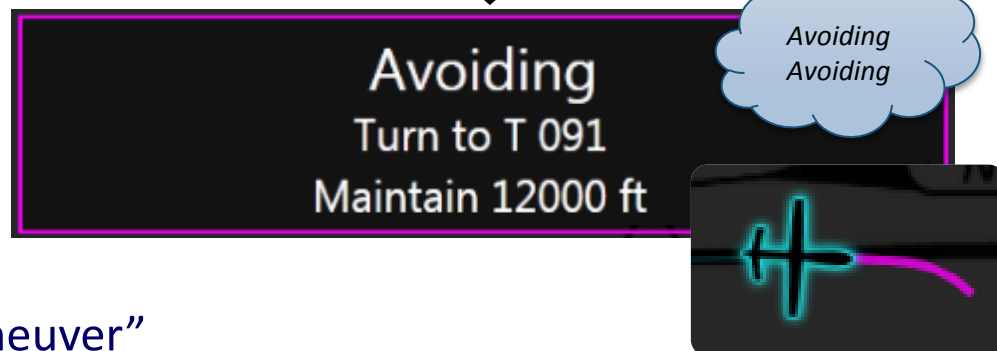 Avoiding
Turn to T 091
Maintain 12000 ft
Avoiding
Avoiding
neuver”